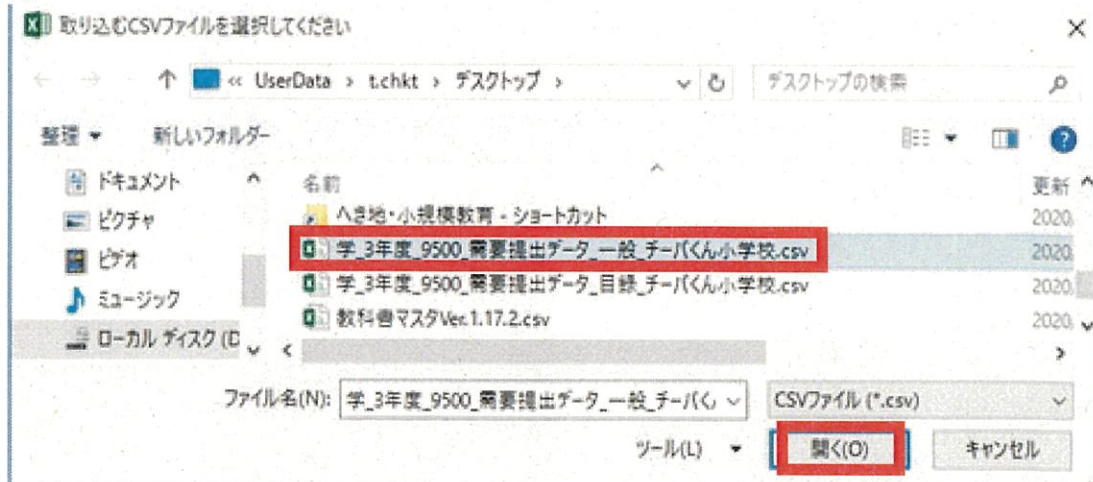 取り込むCSVファイルを選択してください
« UserData › t.chkt › デスクトップ ›
デスクトップの検索
整理
新しいフォルダー
ドキュメント
ピクチャ
ビデオ
ミュージック
ローカル ディスク (D
名前
更新
へき地・小規模教育 - ショートカット
2020
学_3年度_9500_需要提出データ_一般_チーバくん小学校.csv
2020
学_3年度_9500_需要提出データ_目録_チーバくん小学校.csv
2020
教科書マスタVer.1.17.2.csv
2020
ファイル名(N):
学_3年度_9500_需要提出データ_一般_チーバく
CSVファイル (*.csv)
ツール(L)
開く(O)
キャンセル